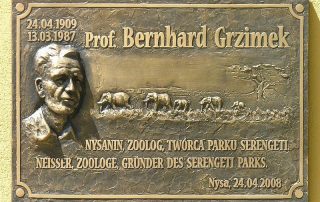 24.04.1909
13.03.1987
Prof. Bernhard Grzimek
NYSANIN, ZOOLOG, TWÓRCA PARKU SERENGETI
NEISSER, ZOOLOGE, GRÜNDER DES SERENGETI PARKS.
Nysa, 24.04.2008